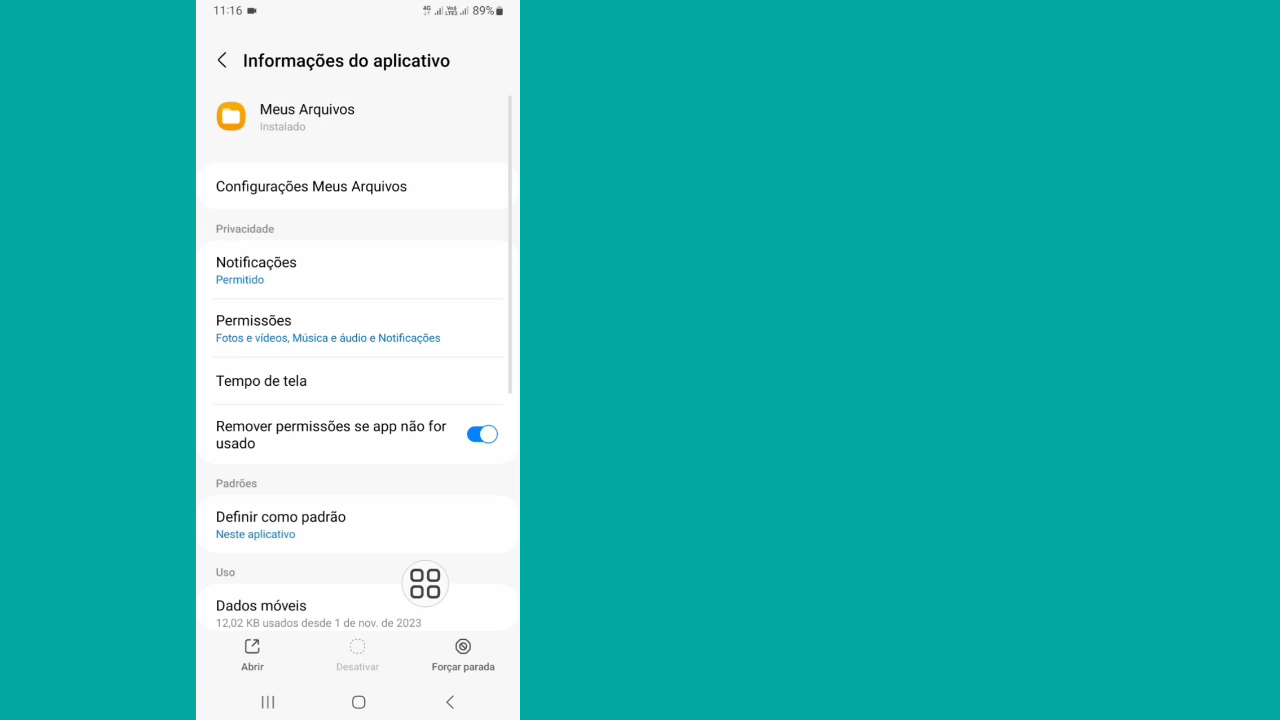 11:16
4G VoLTE2 89%
Informações do aplicativo
Meus Arquivos
Instalado
Configurações Meus Arquivos
Privacidade
Notificações
Permitido
Permissões
Fotos e vídeos, Música e áudio e Notificações
Tempo de tela
Remover permissões se app não for
usado
Padrões
Definir como padrão
Neste aplicativo
Uso
Dados móveis
12,02 KB usados desde 1 de nov. de 2023
Abrir
Desativar
Forçar parada